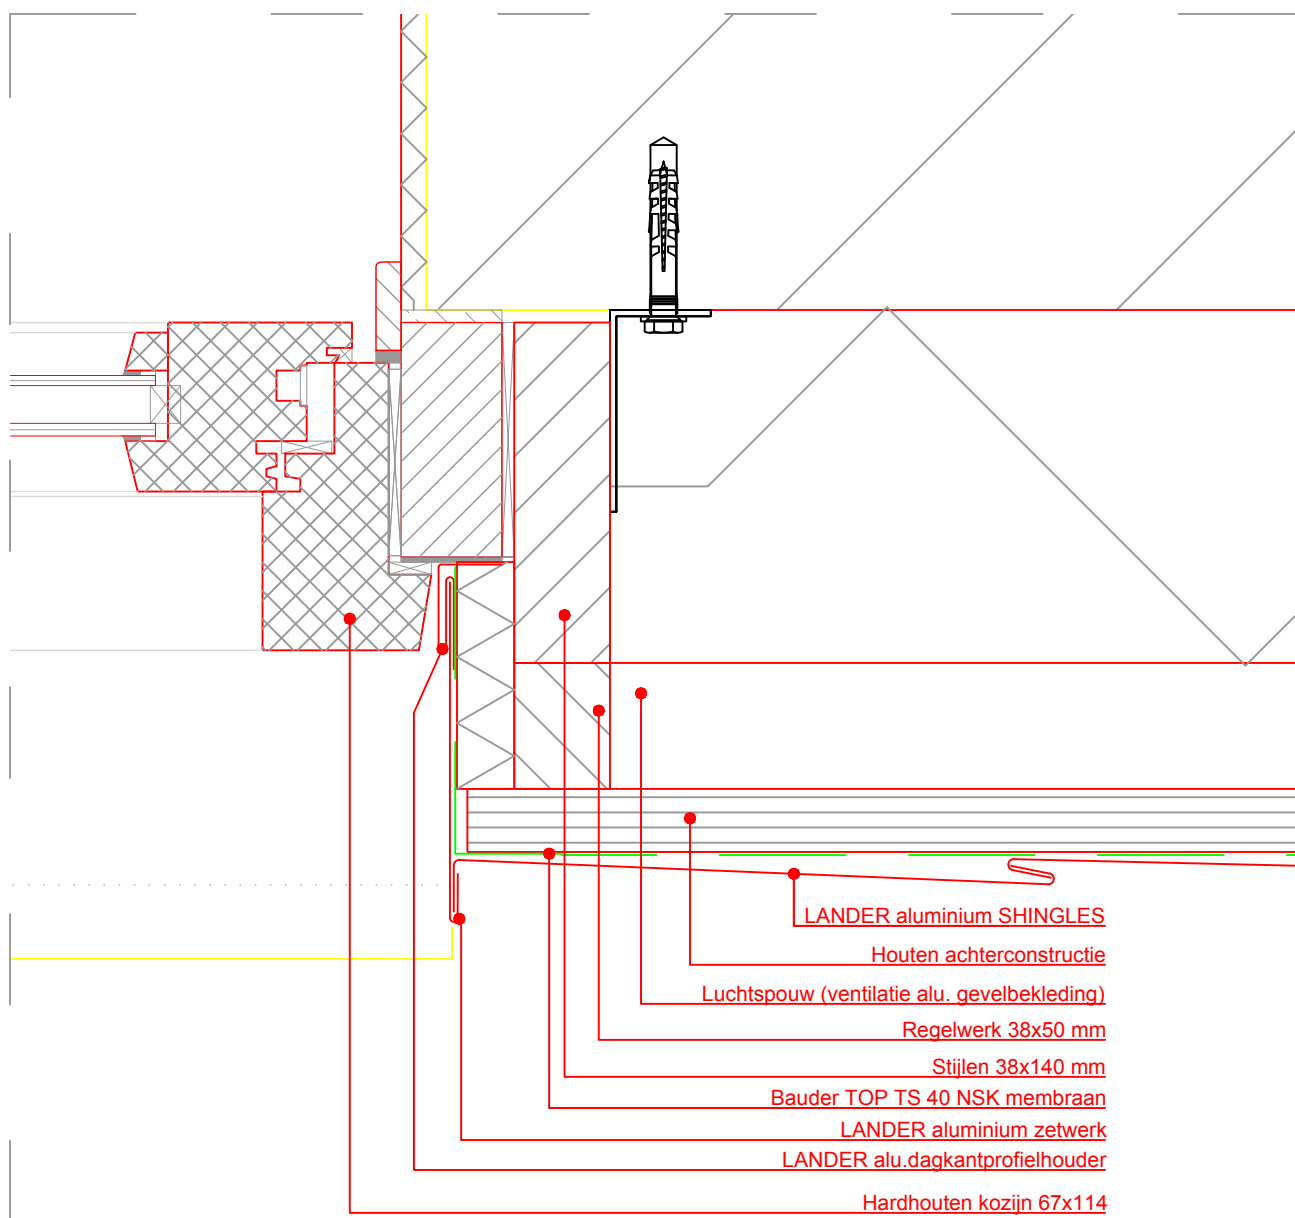 LANDER aluminium SHINGLES
Houten achterconstructie
Luchtspouw (ventilatie alu. gevelbekleding)
Regelwerk 38x50 mm
Stijlen 38x140 mm
Bauder TOP TS 40 NSK membraan
LANDER aluminium zetwerk
LANDER alu.dagkantprofielhouder
Hardhouten kozijn 67x114